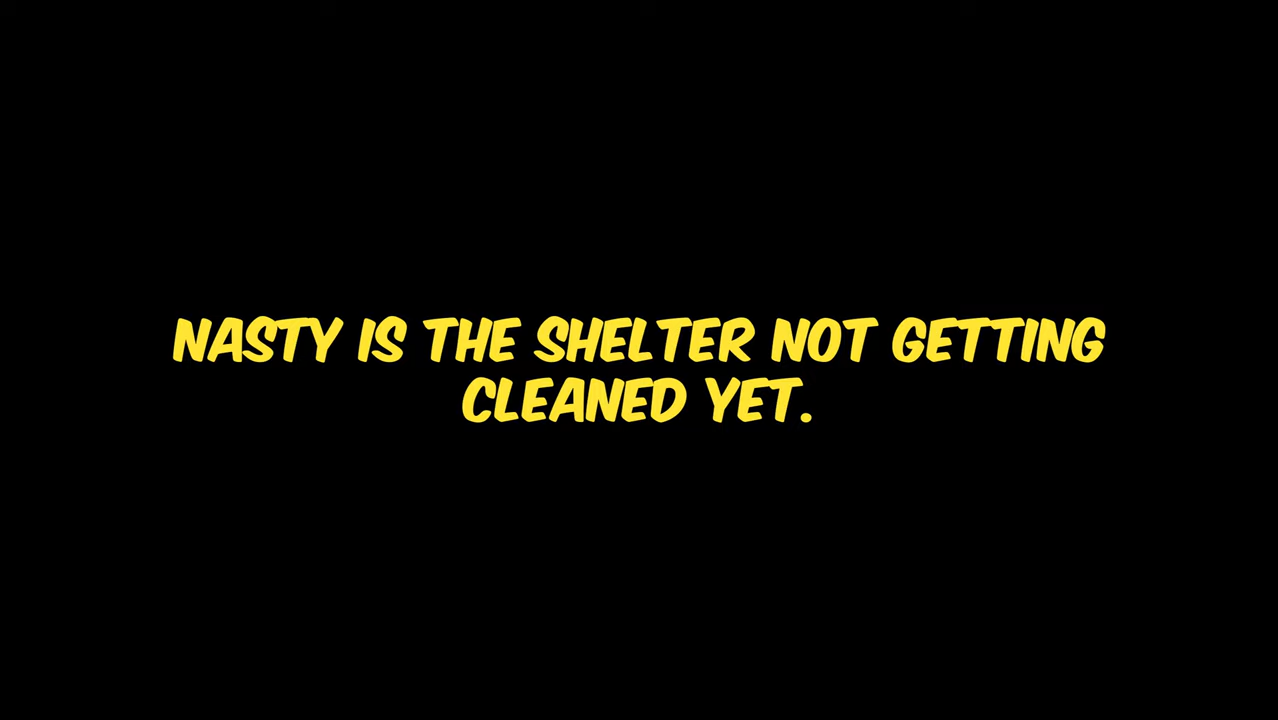 NASTY IS THE SHELTER NOT GETTING
CLEANED YET.